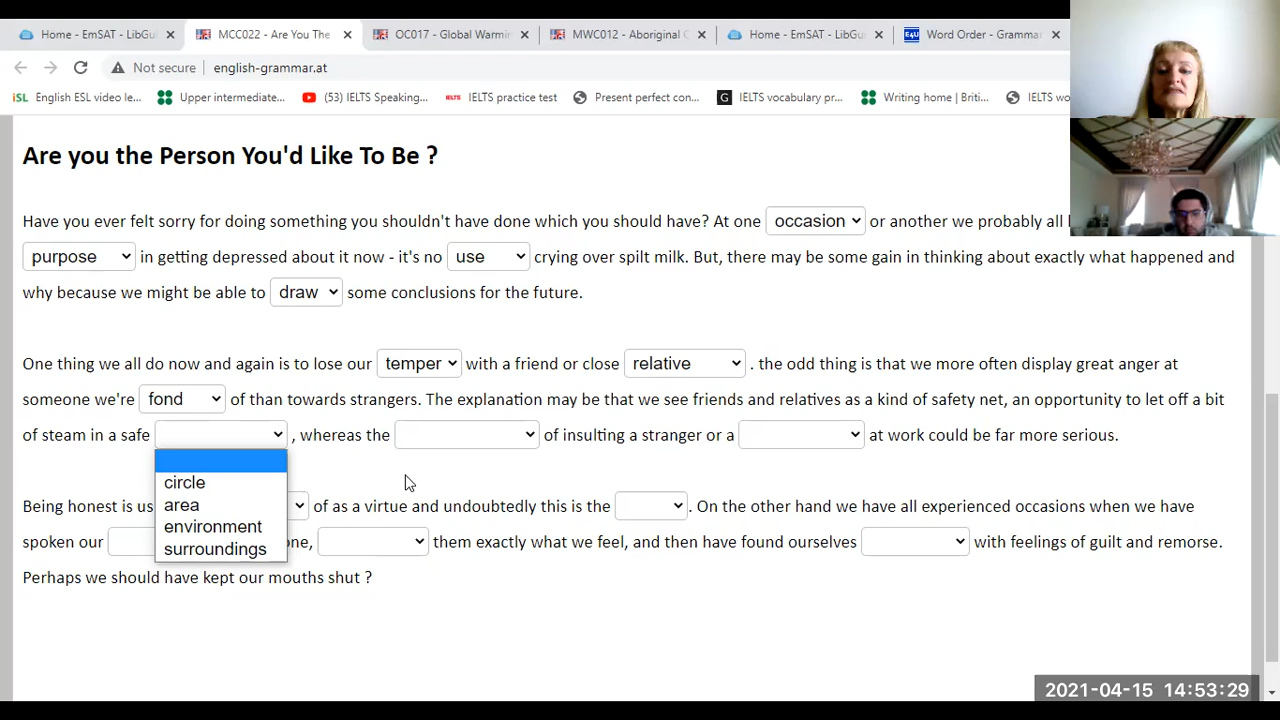 Home - EmSAT - LibGu
MCC022 - Are You The
OC017 - Global Warmin
MWC012 - Aboriginal C
Home - EmSAT - LibGu
E4U Word Order - Gramma
Not secure english-grammar.at
iSL English ESL video le... Upper intermediate... (53) IELTS Speaking... IELTS IELTS practice test Present perfect con... G IELTS vocabulary pr... Writing home | Briti... IELTS wo
Are you the Person You'd Like To Be ?
Have you ever felt sorry for doing something you shouldn't have done which you should have? At one occasion or another we probably all
purpose in getting depressed about it now - it's no use crying over spilt milk. But, there may be some gain in thinking about exactly what happened and
why because we might be able to draw some conclusions for the future.
One thing we all do now and again is to lose our temper with a friend or close relative . the odd thing is that we more often display great anger at
someone we're fond of than towards strangers. The explanation may be that we see friends and relatives as a kind of safety net, an opportunity to let off a bit
of steam in a safe , whereas the of insulting a stranger or a at work could be far more serious.
circle
area
environment
surroundings
Being honest is us of as a virtue and undoubtedly this is the . On the other hand we have all experienced occasions when we have
spoken our one, them exactly what we feel, and then have found ourselves with feelings of guilt and remorse.
Perhaps we should have kept our mouths shut ?
2021-04-15 14:53:29